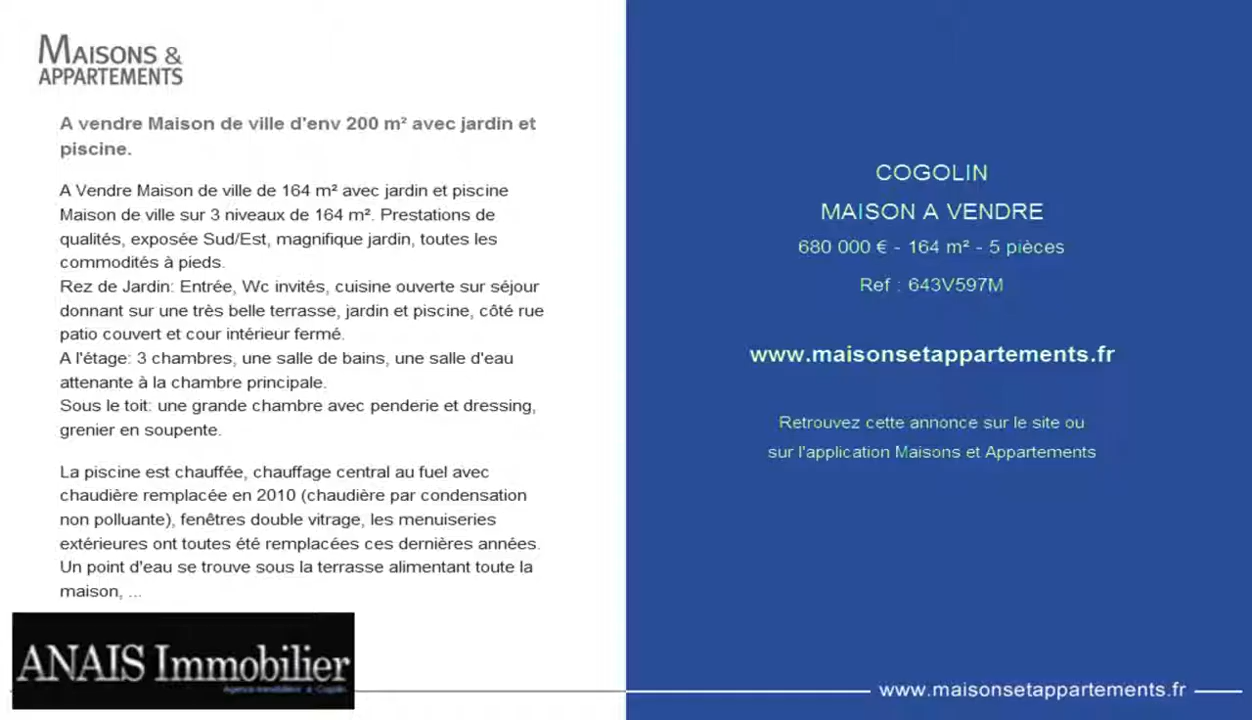 MAISONS &
APPARTEMENTS
A vendre Maison de ville d'env 200 m² avec jardin et
piscine.
A Vendre Maison de ville de 164 m² avec jardin et piscine
Maison de ville sur 3 niveaux de 164 m². Prestations de
qualités, exposée Sud/Est, magnifique jardin, toutes les
commodités à pieds.
Rez de Jardin: Entrée, Wc invités, cuisine ouverte sur séjour
donnant sur une très belle terrasse, jardin et piscine, côté rue
patio couvert et cour intérieur fermé.
A l'étage: 3 chambres, une salle de bains, une salle d'eau
attenante à la chambre principale.
Sous le toit: une grande chambre avec penderie et dressing,
grenier en soupente.
La piscine est chauffée, chauffage central au fuel avec
chaudière remplacée en 2010 (chaudière par condensation
non polluante), fenêtres double vitrage, les menuiseries
extérieures ont toutes été remplacées ces dernières années.
Un point d'eau se trouve sous la terrasse alimentant toute la
maison, ...
ANAIS Immobilier
COGOLIN
MAISON A VENDRE
680 000 € - 164 m² - 5 pièces
Ref : 643V597M
www.maisonsetappartements.fr
Retrouvez cette annonce sur le site ou
sur l'application Maisons et Appartements
www.maisonsetappartements.fr